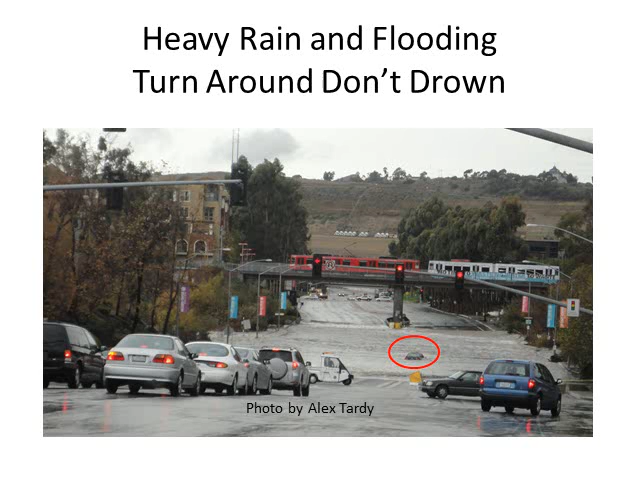 Heavy Rain and Flooding
Turn Around Don’t Drown
Photo by Alex Tardy